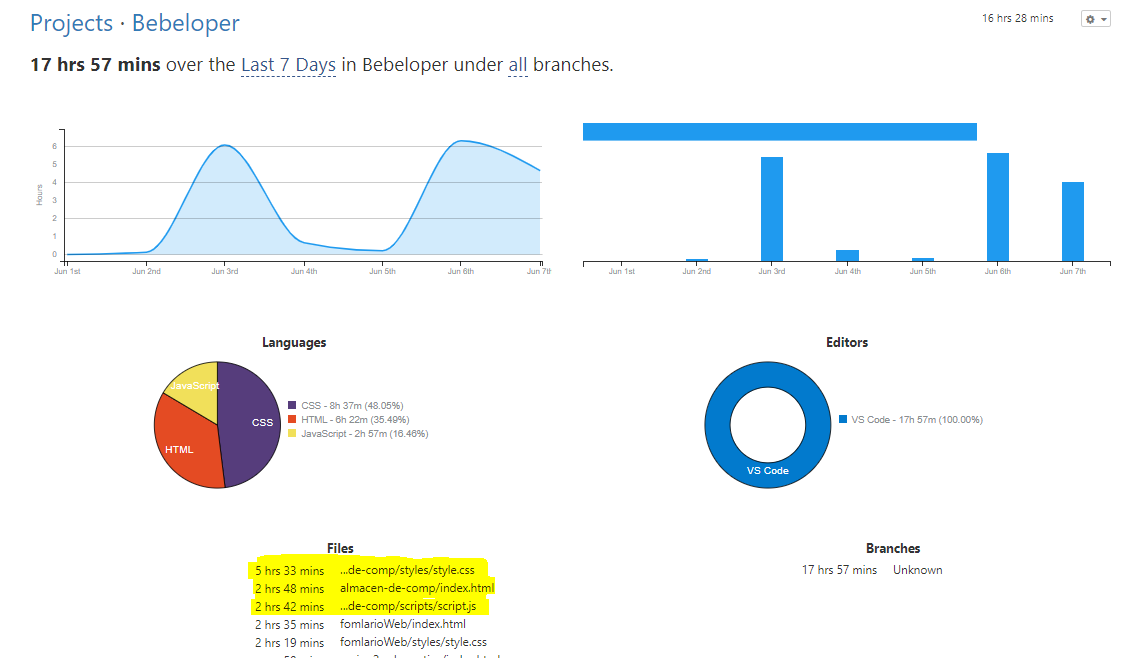 Projects · Bebeloper
16 hrs 28 mins
17 hrs 57 mins over the Last 7 Days in Bebeloper under all branches.
Hours
6
5
4
3
2
1
0
Jun 1st Jun 2nd Jun 3rd Jun 4th Jun 5th Jun 6th Jun 7th
Jun 1st Jun 2nd Jun 3rd Jun 4th Jun 5th Jun 6th Jun 7th
Languages
JavaScript
CSS
HTML
CSS - 8h 37m (48.05%)
HTML - 6h 22m (35.49%)
JavaScript - 2h 57m (16.46%)
Editors
VS Code
VS Code - 17h 57m (100.00%)
Files
5 hrs 33 mins ...de-comp/styles/style.css
2 hrs 48 mins almacen-de-comp/index.html
2 hrs 42 mins ...de-comp/scripts/script.js
2 hrs 35 mins fomlarioWeb/index.html
2 hrs 19 mins fomlarioWeb/styles/style.css
Branches
17 hrs 57 mins Unknown